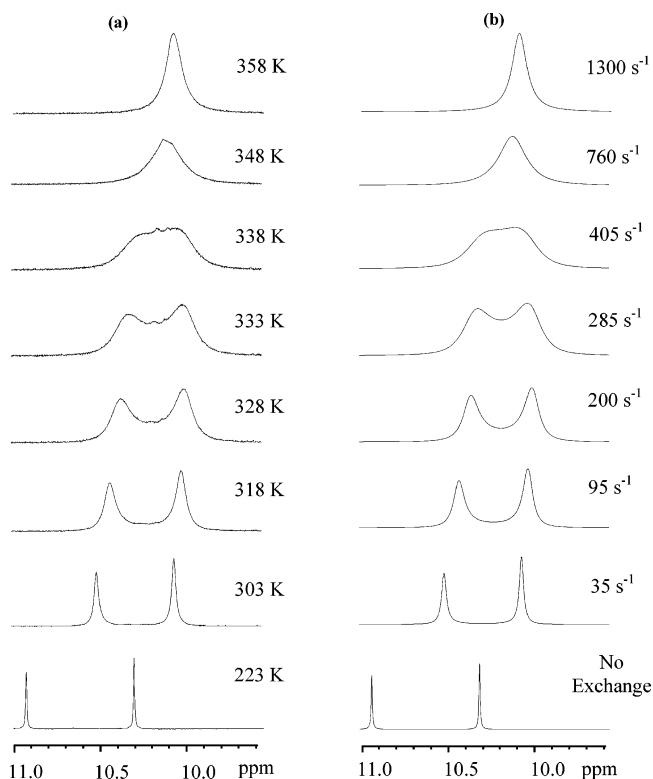 (a)
(b)
358 K
1300 s-1
348 K
760 s-1
338 K
405 s-1
333 K
285 s-1
328 K
200 s-1
318 K
95 s-1
303 K
35 s-1
223 K
No
Exchange
11.0 10.5 10.0 ppm
11.0 10.5 10.0 ppm